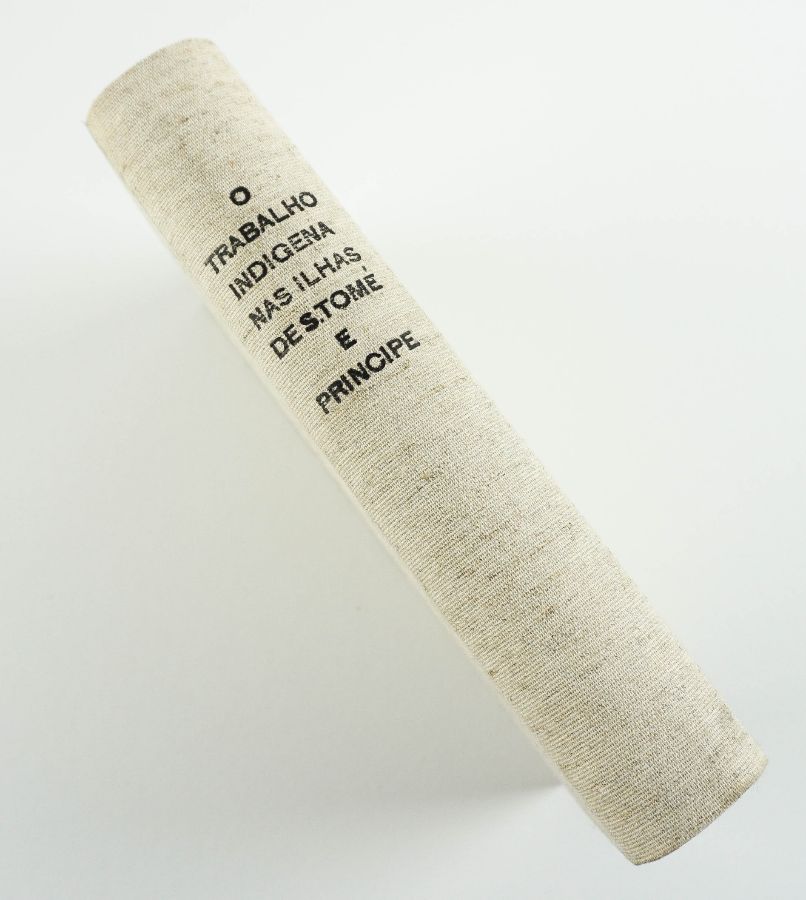 O
TRABALHO
INDIGENA
NAS ILHAS
DE S.TOMÉ
E
PRINCIPE